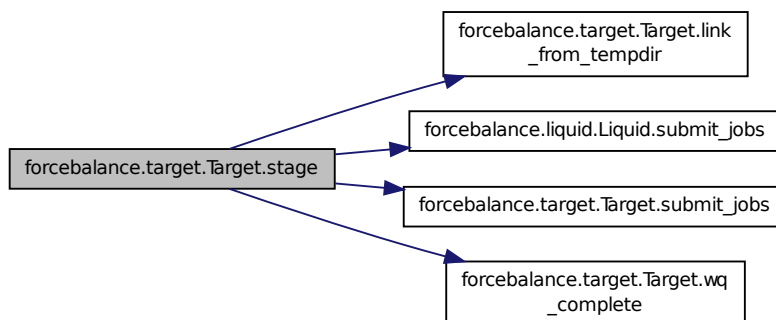 forcebalance.target.Target.link
_from_tempdir
forcebalance.liquid.Liquid.submit_jobs
forcebalance.target.Target.stage
forcebalance.target.Target.submit_jobs
forcebalance.target.Target.wq
_complete